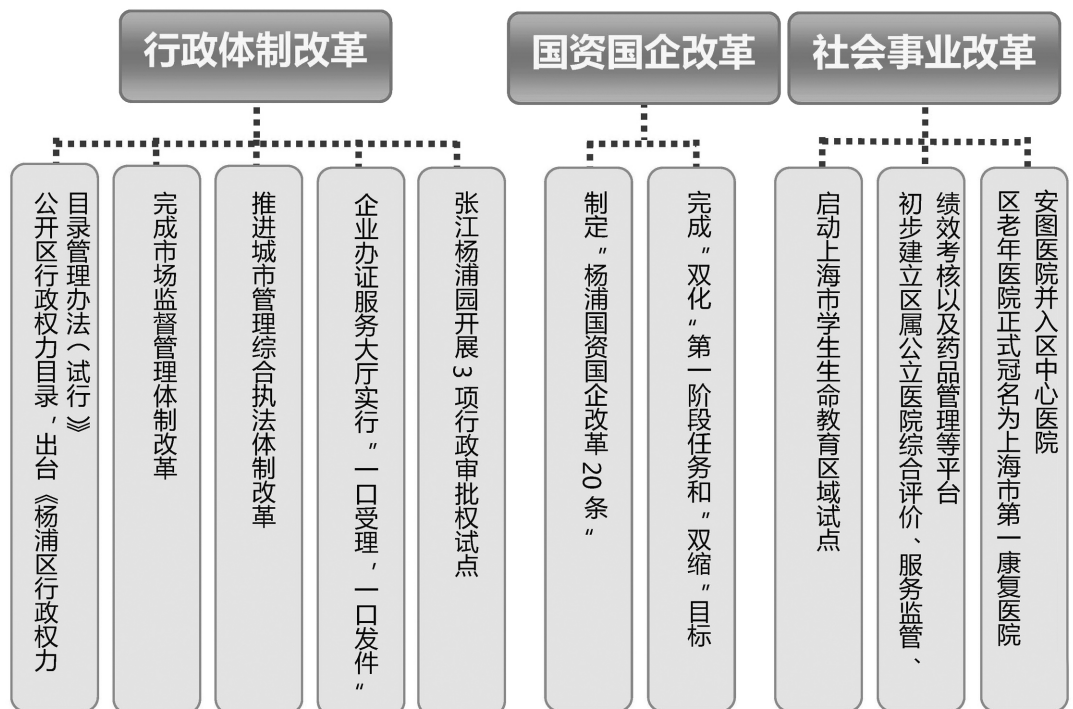 行政体制改革
国资国企改革
社会事业改革
公开区行政权力目录，出台《杨浦区行政权力
目录管理办法（试行）》
完成市场监督管理体制改革
推进城市管理综合执法体制改革
企业办证服务大厅实行“一口受理，一口发件”
张江杨浦园开展3项行政审批权试点
制定“杨浦国资国企改革20条”
完成“双化”第一阶段任务和“双缩”目标
启动上海市学生生命教育区域试点
初步建立区属公立医院综合评价、服务监管、
绩效考核以及药品管理等平台
区老年医院正式冠名为上海市第一康复医院
安图医院并入区中心医院